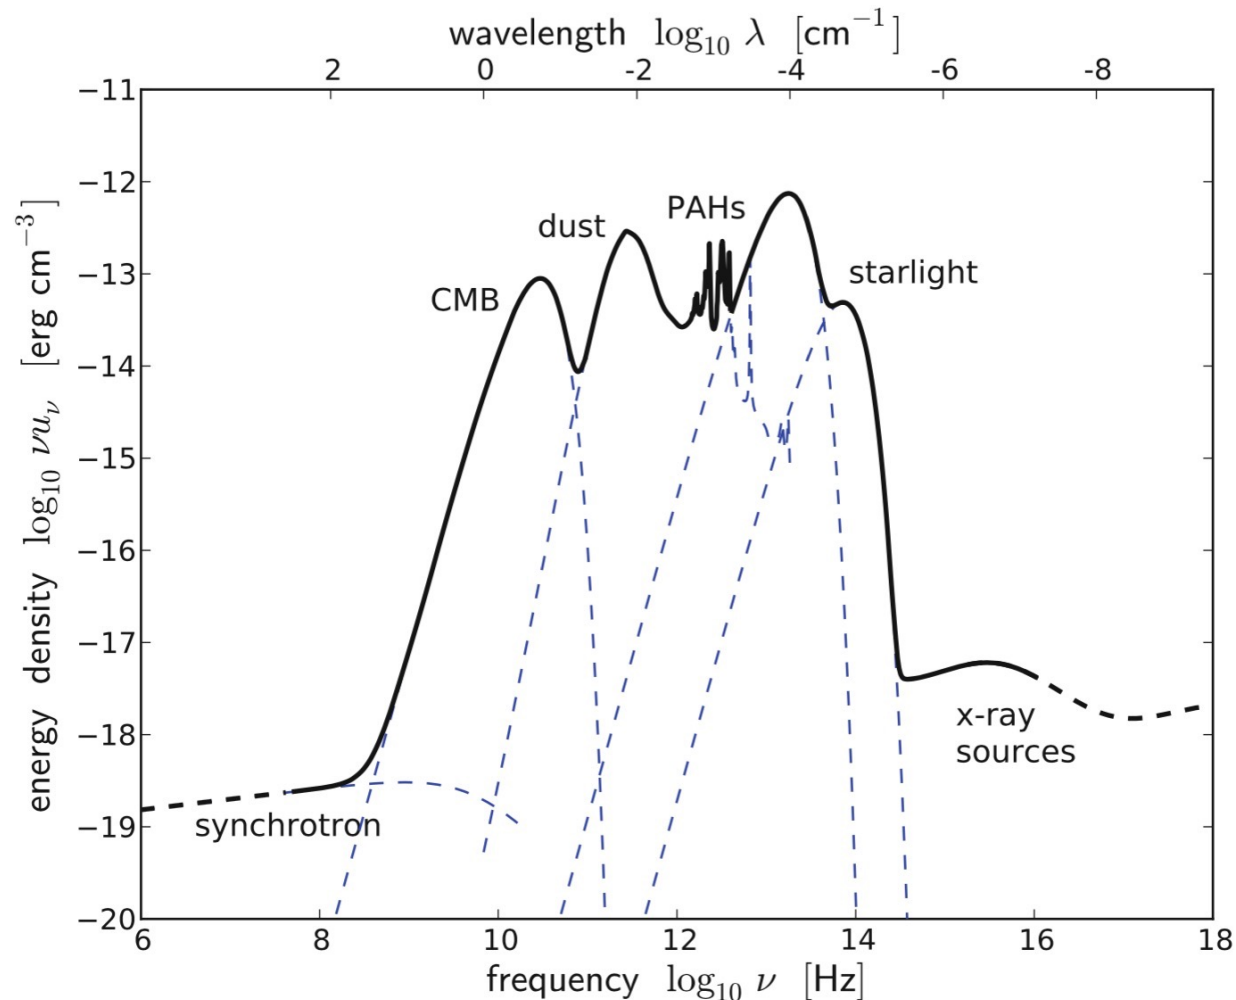 wavelength log₁₀ λ [cm⁻¹]
2 0 -2 -4 -6 -8
energy density log₁₀ νuᵥ [erg cm⁻³]
−11
−12
−13
−14
−15
−16
−17
−18
−19
−20
PAHs
dust
starlight
CMB
x-ray
sources
synchrotron
6 8 10 12 14 16 18
frequency log₁₀ ν [Hz]